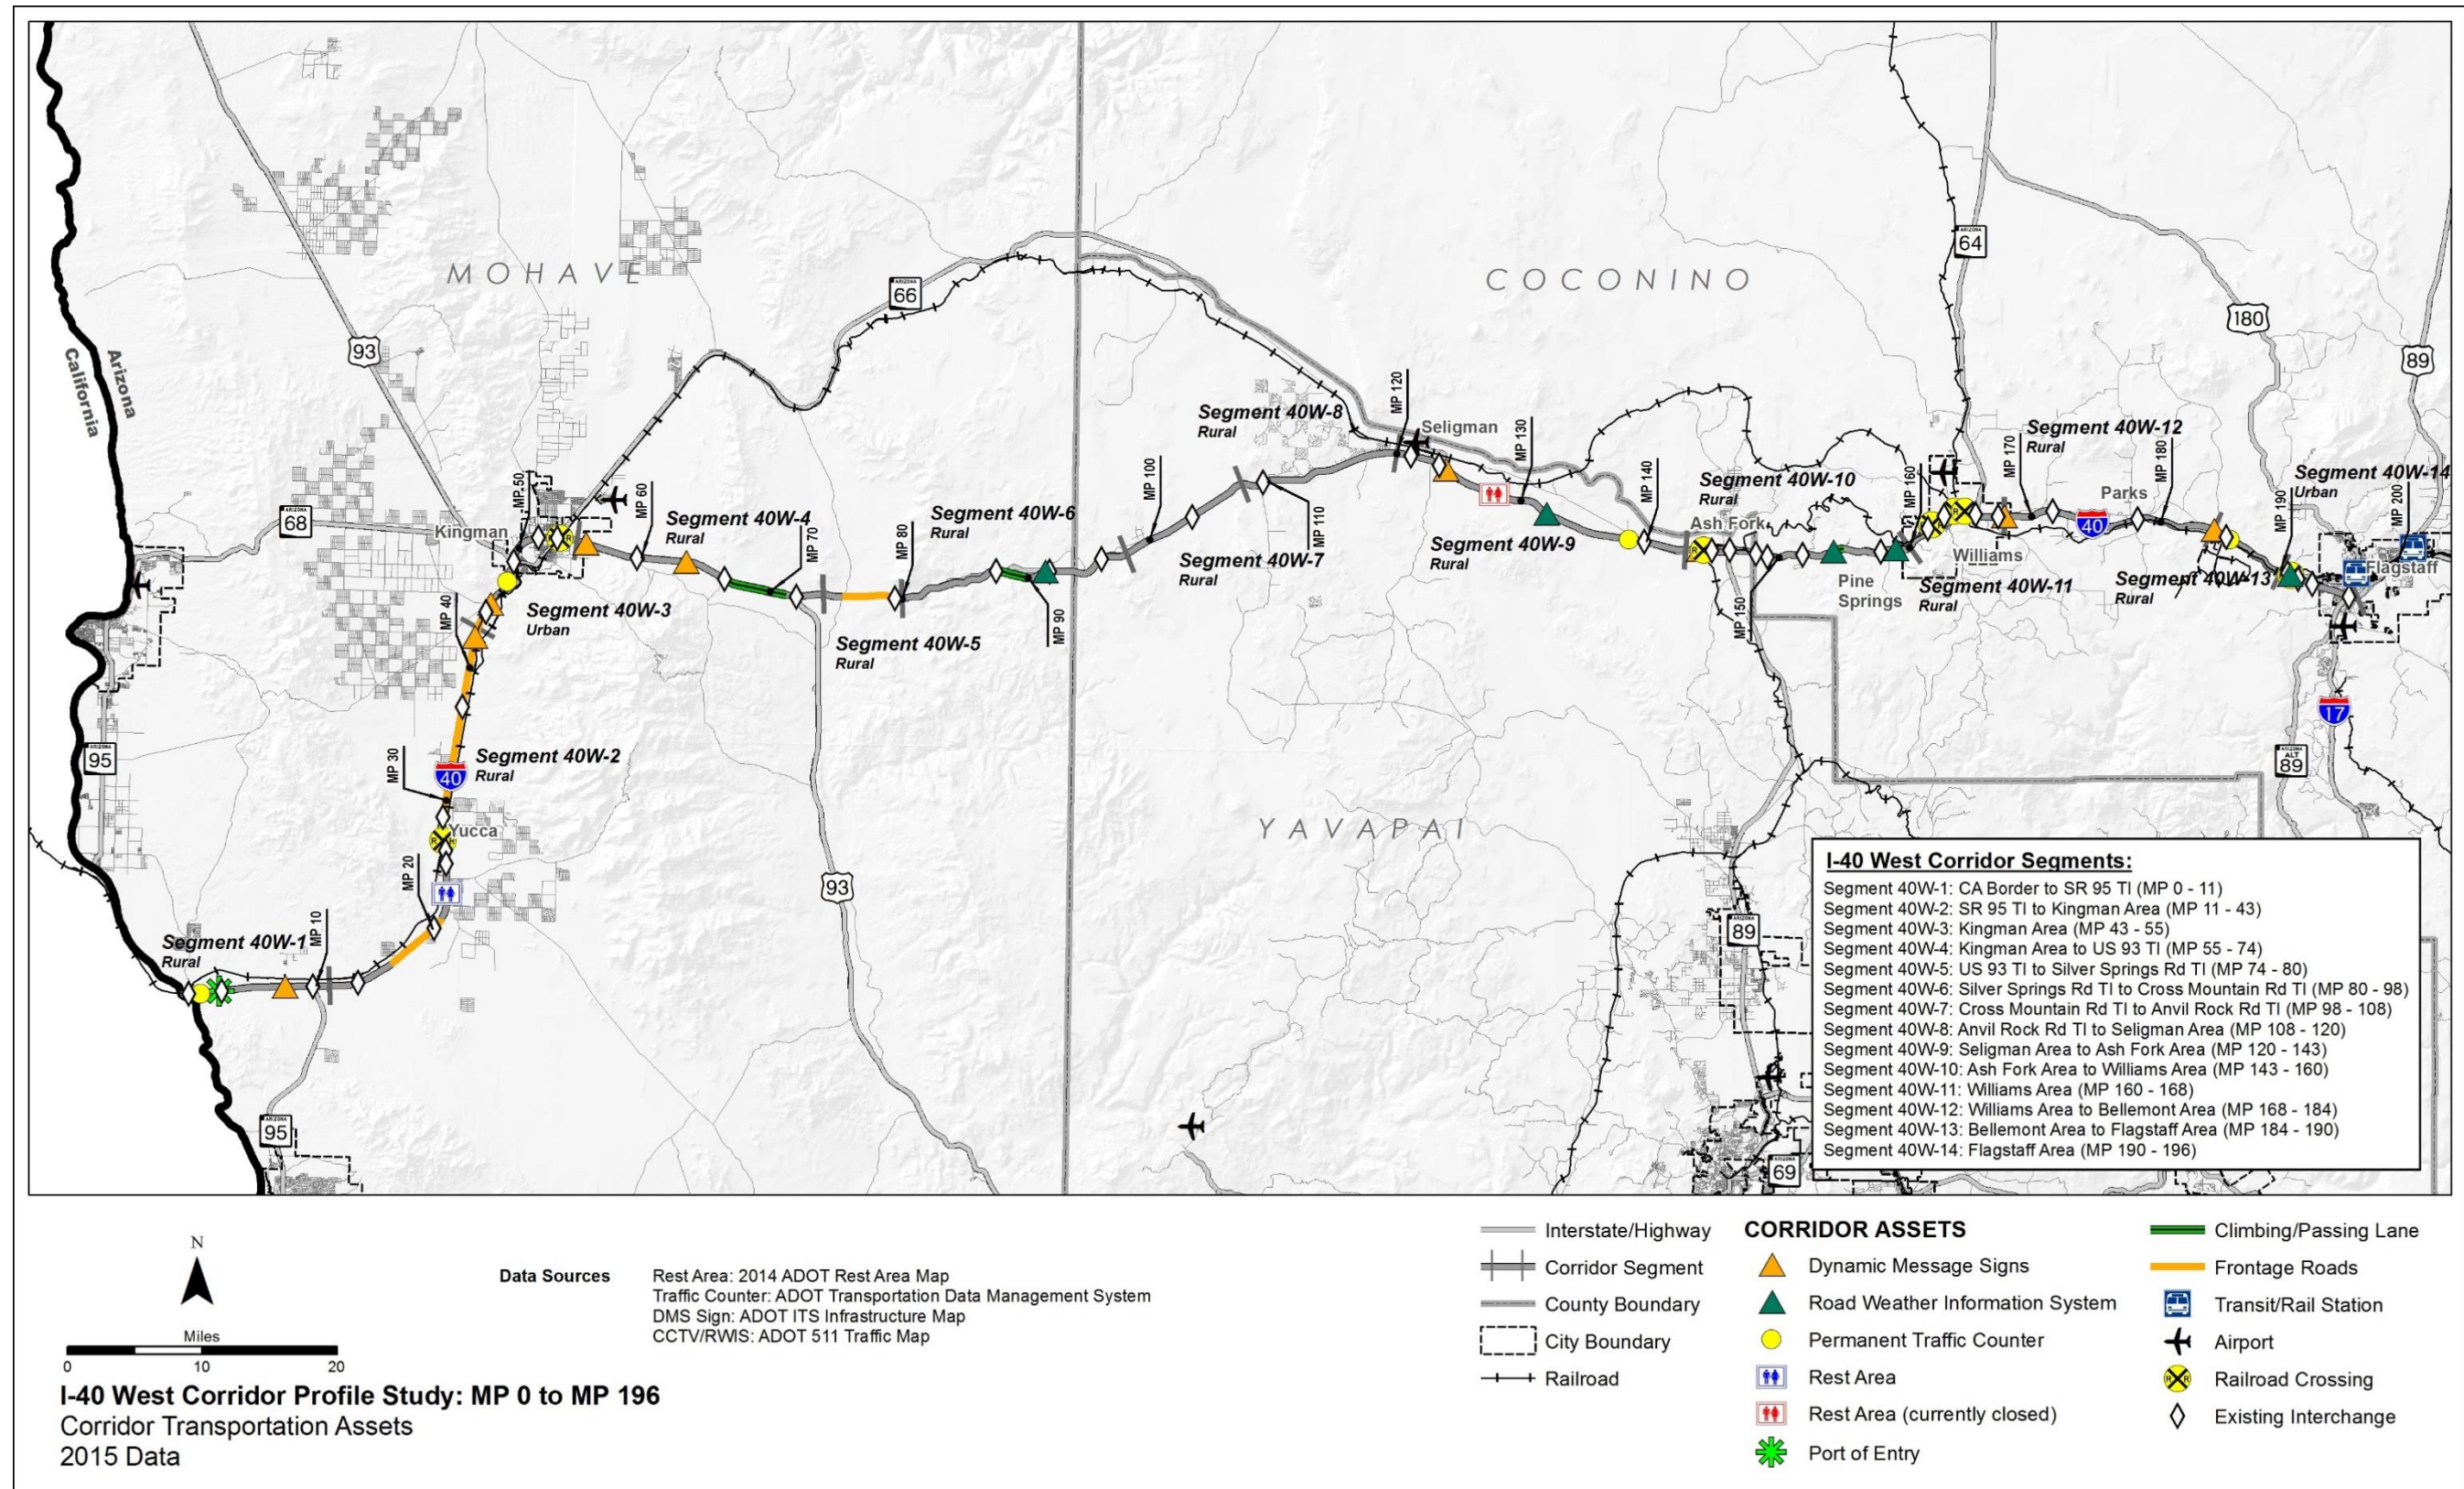 MOHAVE
COCONINO
YAVAPAI
Arizona
California
ARIZONA
66
ARIZONA
64
93
180
89
ARIZONA
68
ARIZONA
95
Kingman
MP 50
MP 60
MP 40
Segment 40W-3
Urban
Segment 40W-4
Rural
MP 70
Segment 40W-5
Rural
MP 80
Segment 40W-6
Rural
MP 90
MP 100
Segment 40W-7
Rural
MP 110
Segment 40W-8
Rural
MP 120
Seligman
MP 130
Segment 40W-9
Rural
MP 140
Ash Fork
Segment 40W-10
Rural
MP 150
Pine
Springs
MP 160
Williams
Segment 40W-11
Rural
MP 170
Segment 40W-12
Rural
40
Parks
MP 180
Segment 40W-13
Rural
MP 190
Segment 40W-14
Urban
MP 200
Flagstaff
17
ARIZONA
ALT
89
Segment 40W-2
Rural
40
MP 30
Yucca
MP 20
MP 10
Segment 40W-1
Rural
93
ARIZONA
89
ARIZONA
95
ARIZONA
69
I-40 West Corridor Segments:
Segment 40W-1: CA Border to SR 95 TI (MP 0 - 11)
Segment 40W-2: SR 95 TI to Kingman Area (MP 11 - 43)
Segment 40W-3: Kingman Area (MP 43 - 55)
Segment 40W-4: Kingman Area to US 93 TI (MP 55 - 74)
Segment 40W-5: US 93 TI to Silver Springs Rd TI (MP 74 - 80)
Segment 40W-6: Silver Springs Rd TI to Cross Mountain Rd TI (MP 80 - 98)
Segment 40W-7: Cross Mountain Rd TI to Anvil Rock Rd TI (MP 98 - 108)
Segment 40W-8: Anvil Rock Rd TI to Seligman Area (MP 108 - 120)
Segment 40W-9: Seligman Area to Ash Fork Area (MP 120 - 143)
Segment 40W-10: Ash Fork Area to Williams Area (MP 143 - 160)
Segment 40W-11: Williams Area (MP 160 - 168)
Segment 40W-12: Williams Area to Bellemont Area (MP 168 - 184)
Segment 40W-13: Bellemont Area to Flagstaff Area (MP 184 - 190)
Segment 40W-14: Flagstaff Area (MP 190 - 196)
N
Miles
0 10 20
Data Sources
Rest Area: 2014 ADOT Rest Area Map
Traffic Counter: ADOT Transportation Data Management System
DMS Sign: ADOT ITS Infrastructure Map
CCTV/RWIS: ADOT 511 Traffic Map
I-40 West Corridor Profile Study: MP 0 to MP 196
Corridor Transportation Assets
2015 Data
Interstate/Highway
Corridor Segment
County Boundary
City Boundary
Railroad
CORRIDOR ASSETS
Dynamic Message Signs
Road Weather Information System
Permanent Traffic Counter
Rest Area
Rest Area (currently closed)
Port of Entry
Climbing/Passing Lane
Frontage Roads
Transit/Rail Station
Airport
Railroad Crossing
Existing Interchange